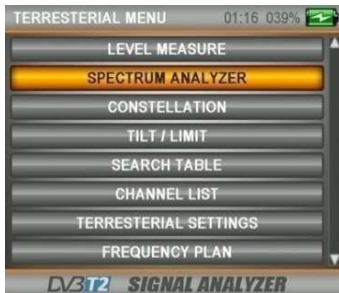 TERRESTERIAL MENU 01:16 039%
LEVEL MEASURE
SPECTRUM ANALYZER
CONSTELLATION
TILT / LIMIT
SEARCH TABLE
CHANNEL LIST
TERRESTERIAL SETTINGS
FREQUENCY PLAN
DVB T2 SIGNAL ANALYZER